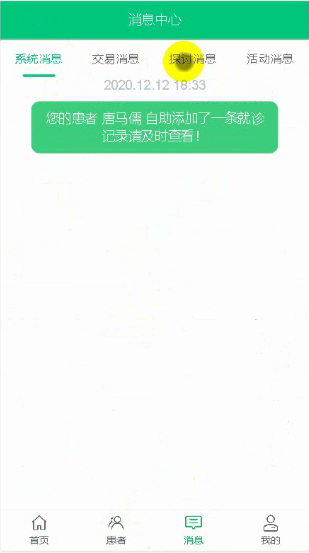 消息中心
系统消息 交易消息 探讨消息 活动消息
2020.12.12 18:33
您的患者 唐马儒 自助添加了一条就诊
记录请及时查看！
首页 患者 消息 我的